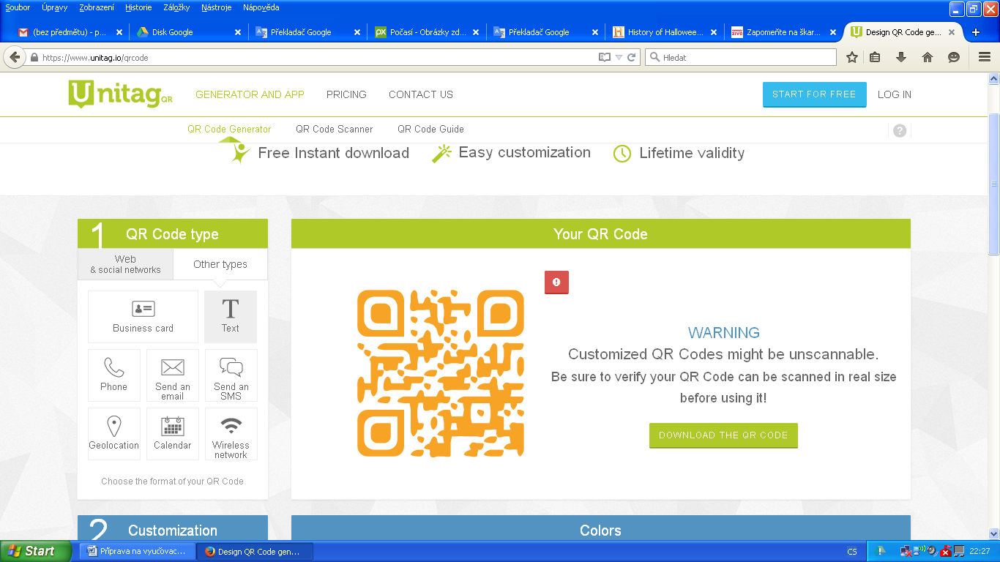 Soubor Úpravy Zobrazení Historie Záložky Nástroje Nápověda
(bez předmětu) - p... Disk Google Překladač Google Počasí - Obrázky zd... Překladač Google History of Hallowee... Zapomeňte na škar... Design QR Code ge...
https://www.unitag.io/qrcode Hledat
Unitag QR GENERATOR AND APP PRICING CONTACT US START FOR FREE LOG IN
QR Code Generator QR Code Scanner QR Code Guide ?
Free Instant download Easy customization Lifetime validity
1 QR Code type
Web
& social networks
Other types
Business card
T
Text
Phone
Send an
email
Send an
SMS
Geolocation
Calendar
Wireless
network
Choose the format of your QR Code
Your QR Code
WARNING
Customized QR Codes might be unscannable.
Be sure to verify your QR Code can be scanned in real size
before using it!
DOWNLOAD THE QR CODE
2 Customization
Colors
Start Příprava na vyučovac... Design QR Code gen... CS 22:27